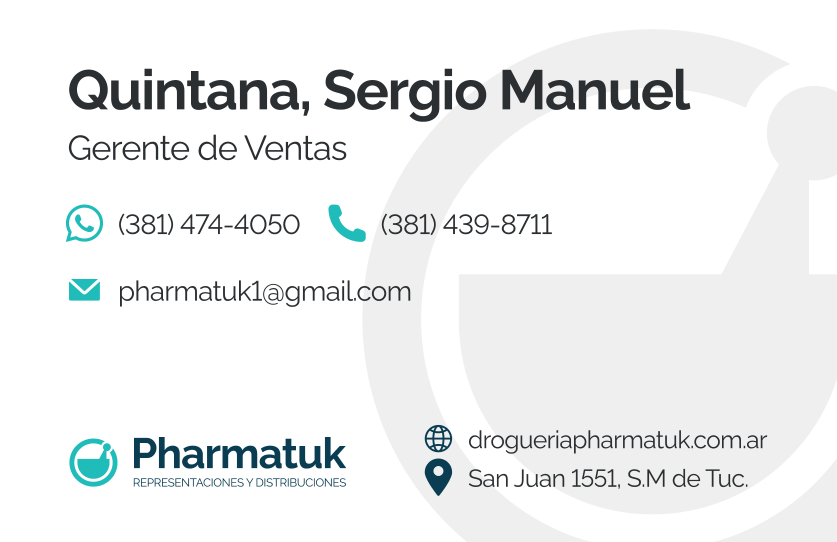 Quintana, Sergio Manuel
Gerente de Ventas
(381) 474-4050 (381) 439-8711
pharmatuk1@gmail.com
Pharmatuk
REPRESENTACIONES Y DISTRIBUCIONES
drogueriapharmatuk.com.ar
San Juan 1551, S.M de Tuc.